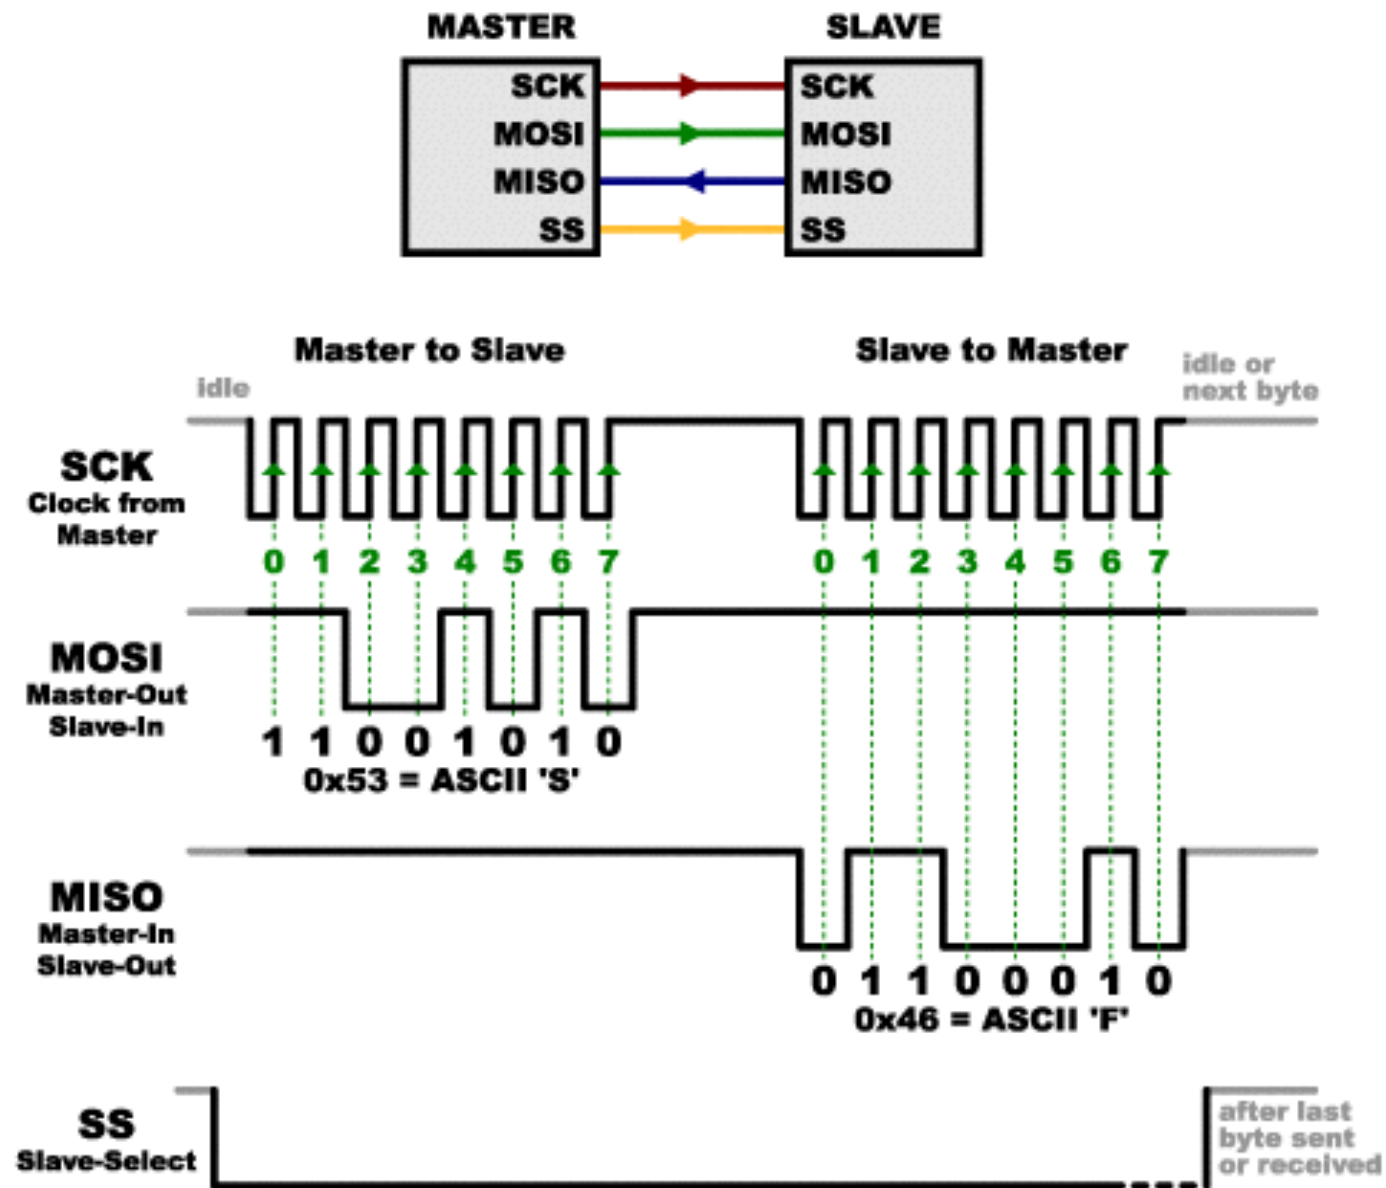 MASTER SLAVE
SCK SCK
MOSI MOSI
MISO MISO
SS SS
Master to Slave Slave to Master
idle
idle or
next byte
SCK
Clock from
Master
0 1 2 3 4 5 6 7 0 1 2 3 4 5 6 7
MOSI
Master-Out
Slave-In
1 1 0 0 1 0 1 0
0x53 = ASCII 'S'
MISO
Master-In
Slave-Out
0 1 1 0 0 0 1 0
0x46 = ASCII 'F'
SS
Slave-Select
after last
byte sent
or received